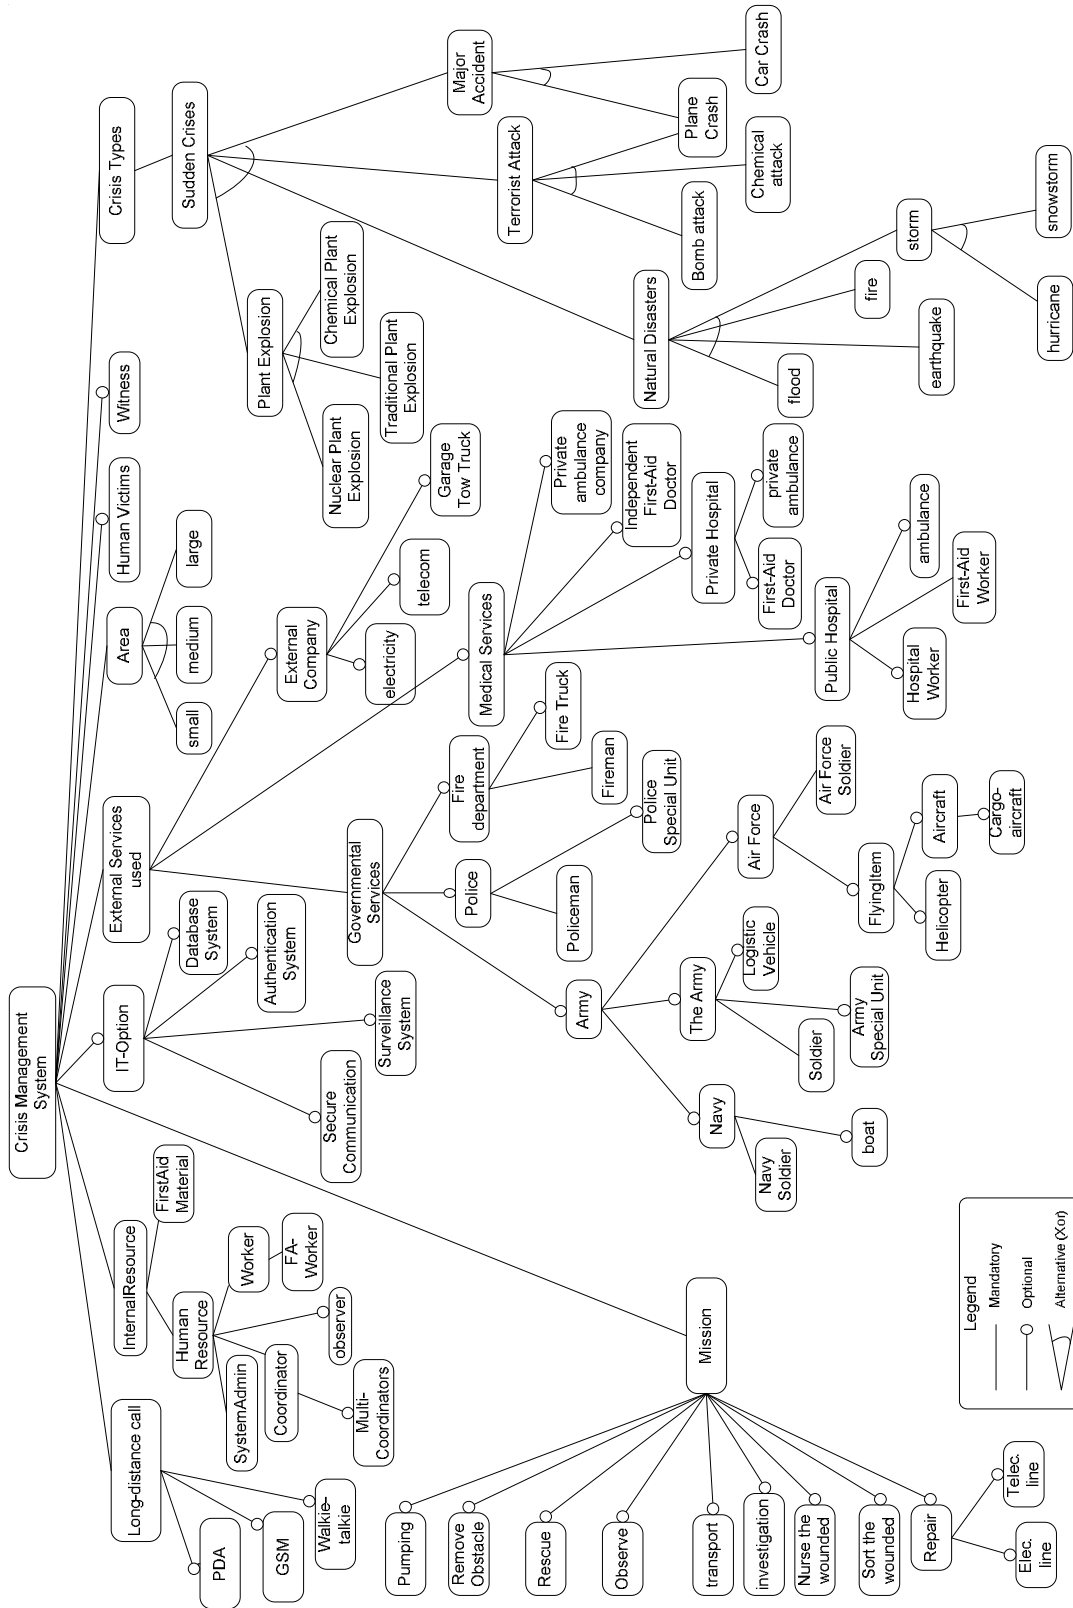 Crisis Management
System
Long-distance call
InternalResource
IT-Option
External Services
used
Area
Human Victims
Witness
Crisis Types
PDA
GSM
Walkie-
talkie
Human
Resource
FirstAid
Material
SystemAdmin
Coordinator
observer
Worker
FA-
Worker
Multi-
Coordinators
Secure
Communication
Surveillance
System
Authentication
System
Database
System
small
medium
large
Sudden Crises
Governmental
Services
External
Company
electricity
telecom
Garage
Tow Truck
Plant Explosion
Nuclear Plant
Explosion
Traditional Plant
Explosion
Chemical Plant
Explosion
Major
Accident
Terrorist Attack
Natural Disasters
Plane
Crash
Car Crash
Bomb attack
Chemical
attack
flood
earthquake
fire
storm
hurricane
snowstorm
Medical Services
Private
ambulance
company
Independent
First-Aid
Doctor
Private Hospital
First-Aid
Doctor
private
ambulance
Public Hospital
Hospital
Worker
First-Aid
Worker
ambulance
Army
Police
Fire
department
Policeman
Police
Special Unit
Fireman
Fire Truck
Navy
The Army
Air Force
Navy
Soldier
boat
Soldier
Army
Special Unit
Logistic
Vehicle
FlyingItem
Air Force
Soldier
Helicopter
Aircraft
Cargo-
aircraft
Mission
Pumping
Remove
Obstacle
Rescue
Observe
transport
investigation
Nurse the
wounded
Sort the
wounded
Repair
Elec.
line
Telec.
line
Legend
Mandatory
Optional
Alternative (Xor)